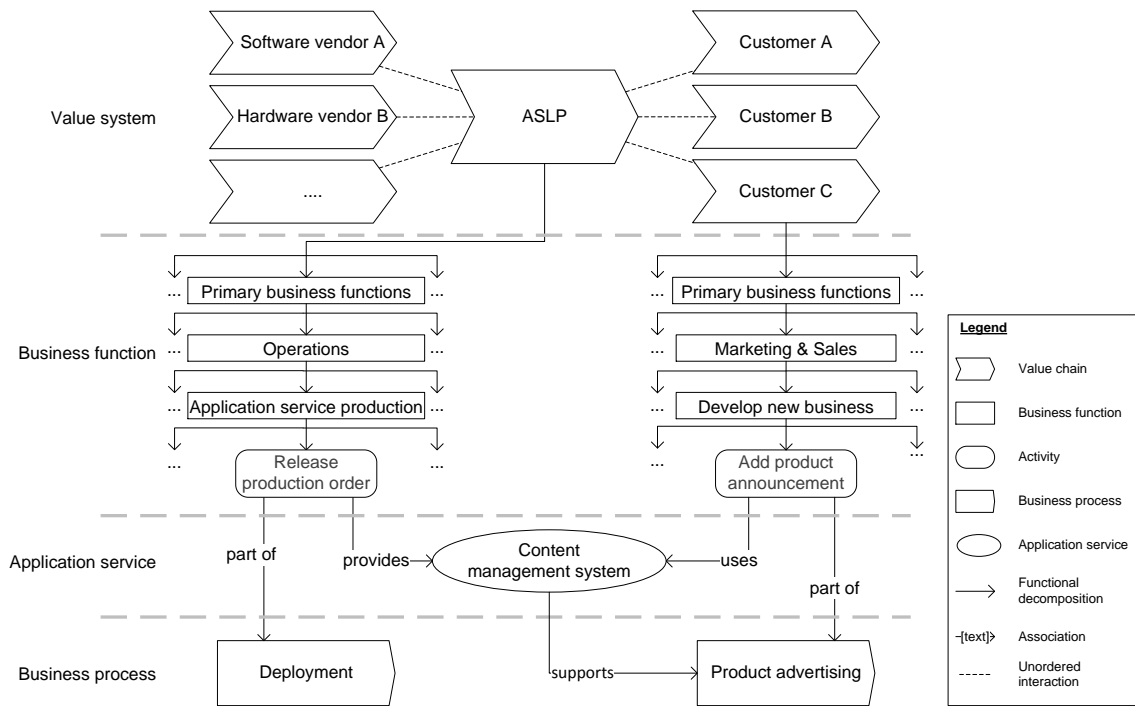 Value system
Software vendor A
Hardware vendor B
....
ASLP
Customer A
Customer B
Customer C
Business function
... Primary business functions ...
... Operations ...
... Application service production ...
... Release
production order ...
... Primary business functions ...
... Marketing & Sales ...
... Develop new business ...
... Add product
announcement ...
Application service
part of
provides
Content
management system
uses
part of
Business process
Deployment
supports
Product advertising
Legend
Value chain
Business function
Activity
Business process
Application service
Functional
decomposition
[text] Association
Unordered
interaction